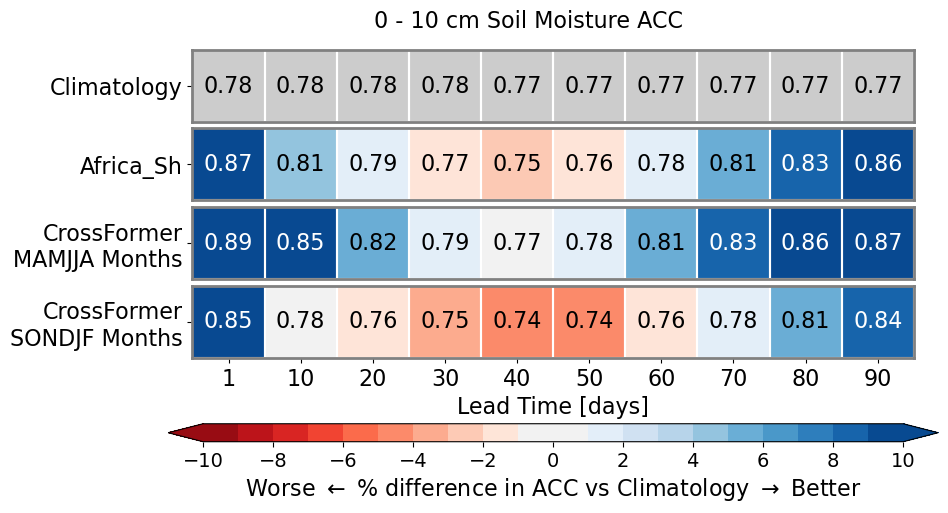 0 - 10 cm Soil Moisture ACC
Climatology 0.78 0.78 0.78 0.78 0.77 0.77 0.77 0.77 0.77 0.77
Africa_Sh 0.87 0.81 0.79 0.77 0.75 0.76 0.78 0.81 0.83 0.86
CrossFormer
MAMJJA Months 0.89 0.85 0.82 0.79 0.77 0.78 0.81 0.83 0.86 0.87
CrossFormer
SONDJF Months 0.85 0.78 0.76 0.75 0.74 0.74 0.76 0.78 0.81 0.84
1 10 20 30 40 50 60 70 80 90
Lead Time [days]
−10 −8 −6 −4 −2 0 2 4 6 8 10
Worse ← % difference in ACC vs Climatology → Better